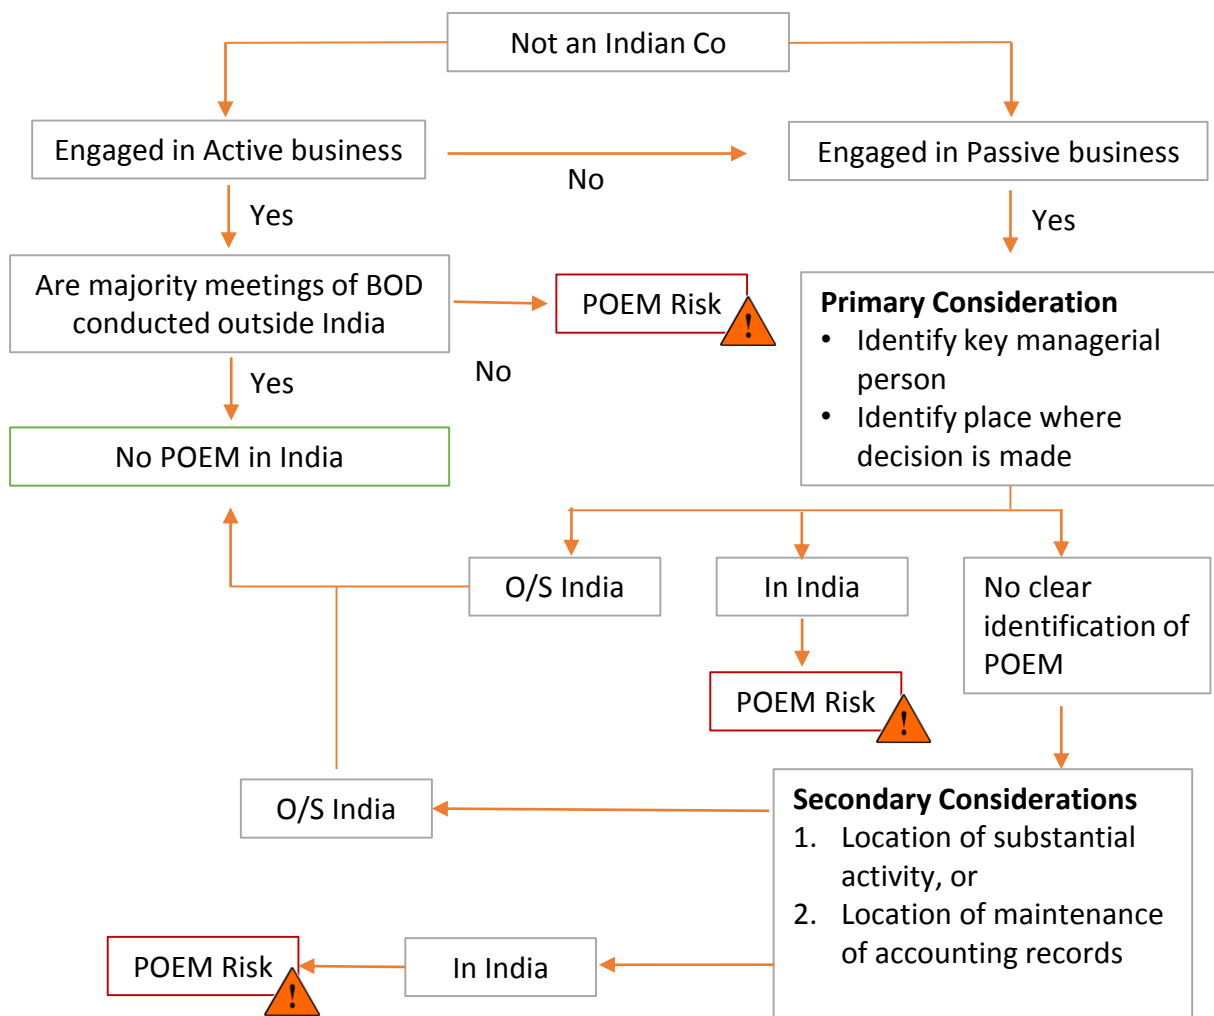 Not an Indian Co
Engaged in Active business
No
Engaged in Passive business
Yes
Yes
Are majority meetings of BOD
conducted outside India
No
POEM Risk
!
Primary Consideration
• Identify key managerial
person
• Identify place where
decision is made
Yes
No POEM in India
O/S India
In India
No clear
identification of
POEM
POEM Risk
!
O/S India
Secondary Considerations
1. Location of substantial
activity, or
2. Location of maintenance
of accounting records
In India
POEM Risk
!